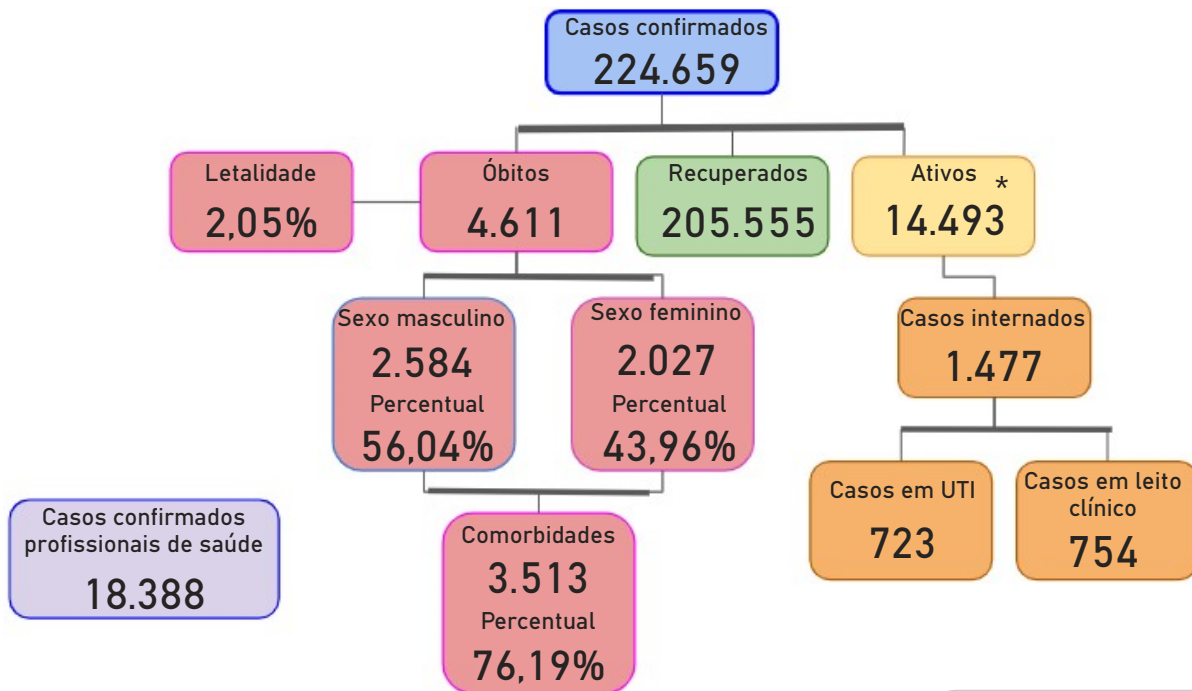 Casos confirmados
224.659
Letalidade
2,05%
Óbitos
4.611
Recuperados
205.555
Ativos *
14.493
Sexo masculino
2.584
Percentual
56,04%
Sexo feminino
2.027
Percentual
43,96%
Casos internados
1.477
Casos em UTI
723
Casos em leito
clínico
754
Casos confirmados
profissionais de saúde
18.388
Comorbidades
3.513
Percentual
76,19%